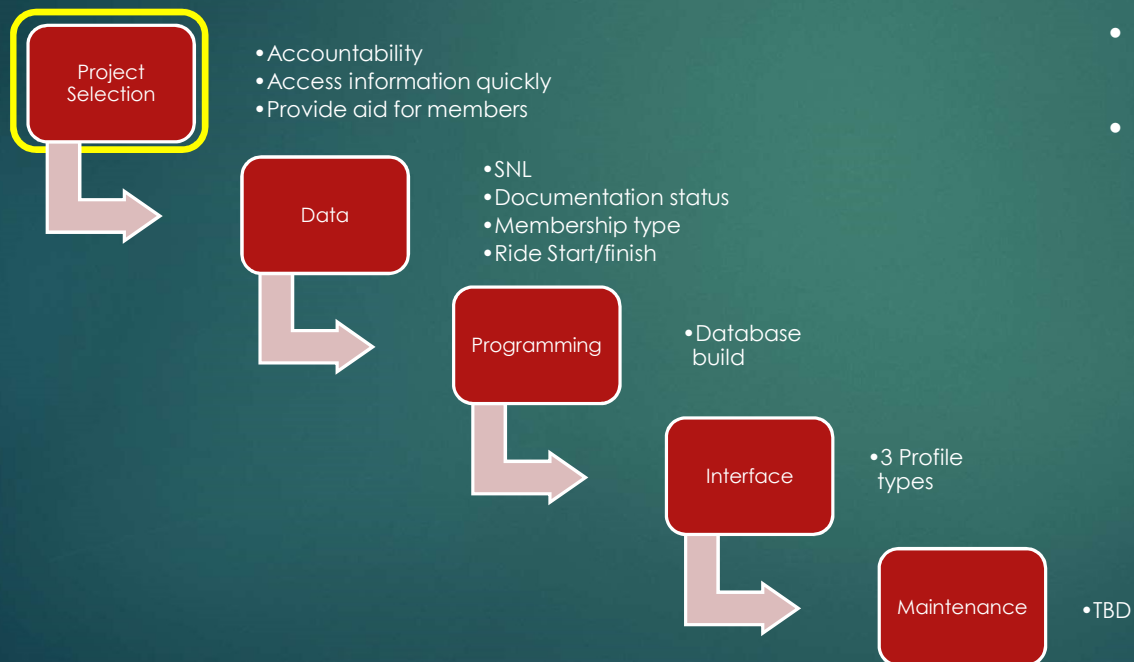 Project
Selection
•Accountability
•Access information quickly
•Provide aid for members
Data
•SNL
•Documentation status
•Membership type
•Ride Start/finish
Programming
•Database
build
Interface
•3 Profile
types
Maintenance
•TBD